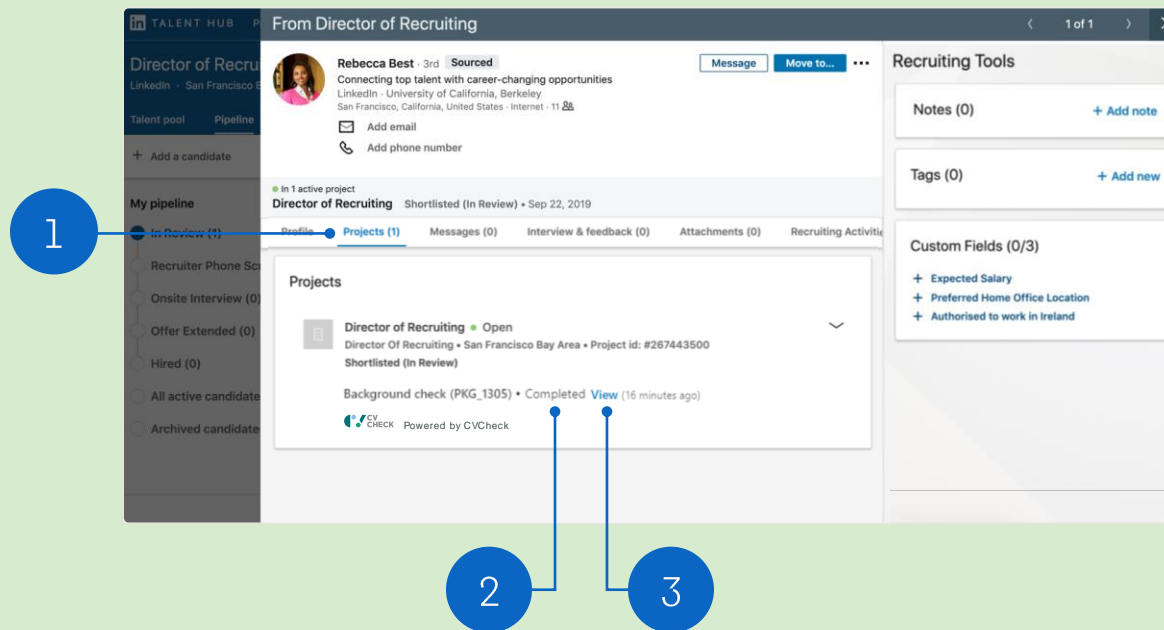 in TALENT HUB
From Director of Recruiting
1 of 1
Director of Recru
LinkedIn · San Francisco
Talent pool Pipeline
+ Add a candidate
My pipeline
In Review (1)
Recruiter Phone Scr
Onsite Interview (0)
Offer Extended (0)
Hired (0)
All active candidate
Archived candidate
Rebecca Best · 3rd Sourced
Connecting top talent with career-changing opportunities
LinkedIn · University of California, Berkeley
San Francisco, California, United States · Internet · 11
Add email
Add phone number
Message Move to... •••
In 1 active project
Director of Recruiting Shortlisted (In Review) • Sep 22, 2019
Profile Projects (1) Messages (0) Interview & feedback (0) Attachments (0) Recruiting Activitie
Projects
Director of Recruiting • Open
Director Of Recruiting • San Francisco Bay Area • Project id: #267443500
Shortlisted (In Review)
Background check (PKG_1305) • Completed View (16 minutes ago)
CV CHECK Powered by CVCheck
Recruiting Tools
Notes (0) + Add note
Tags (0) + Add new
Custom Fields (0/3)
+ Expected Salary
+ Preferred Home Office Location
+ Authorised to work in Ireland
1
2
3